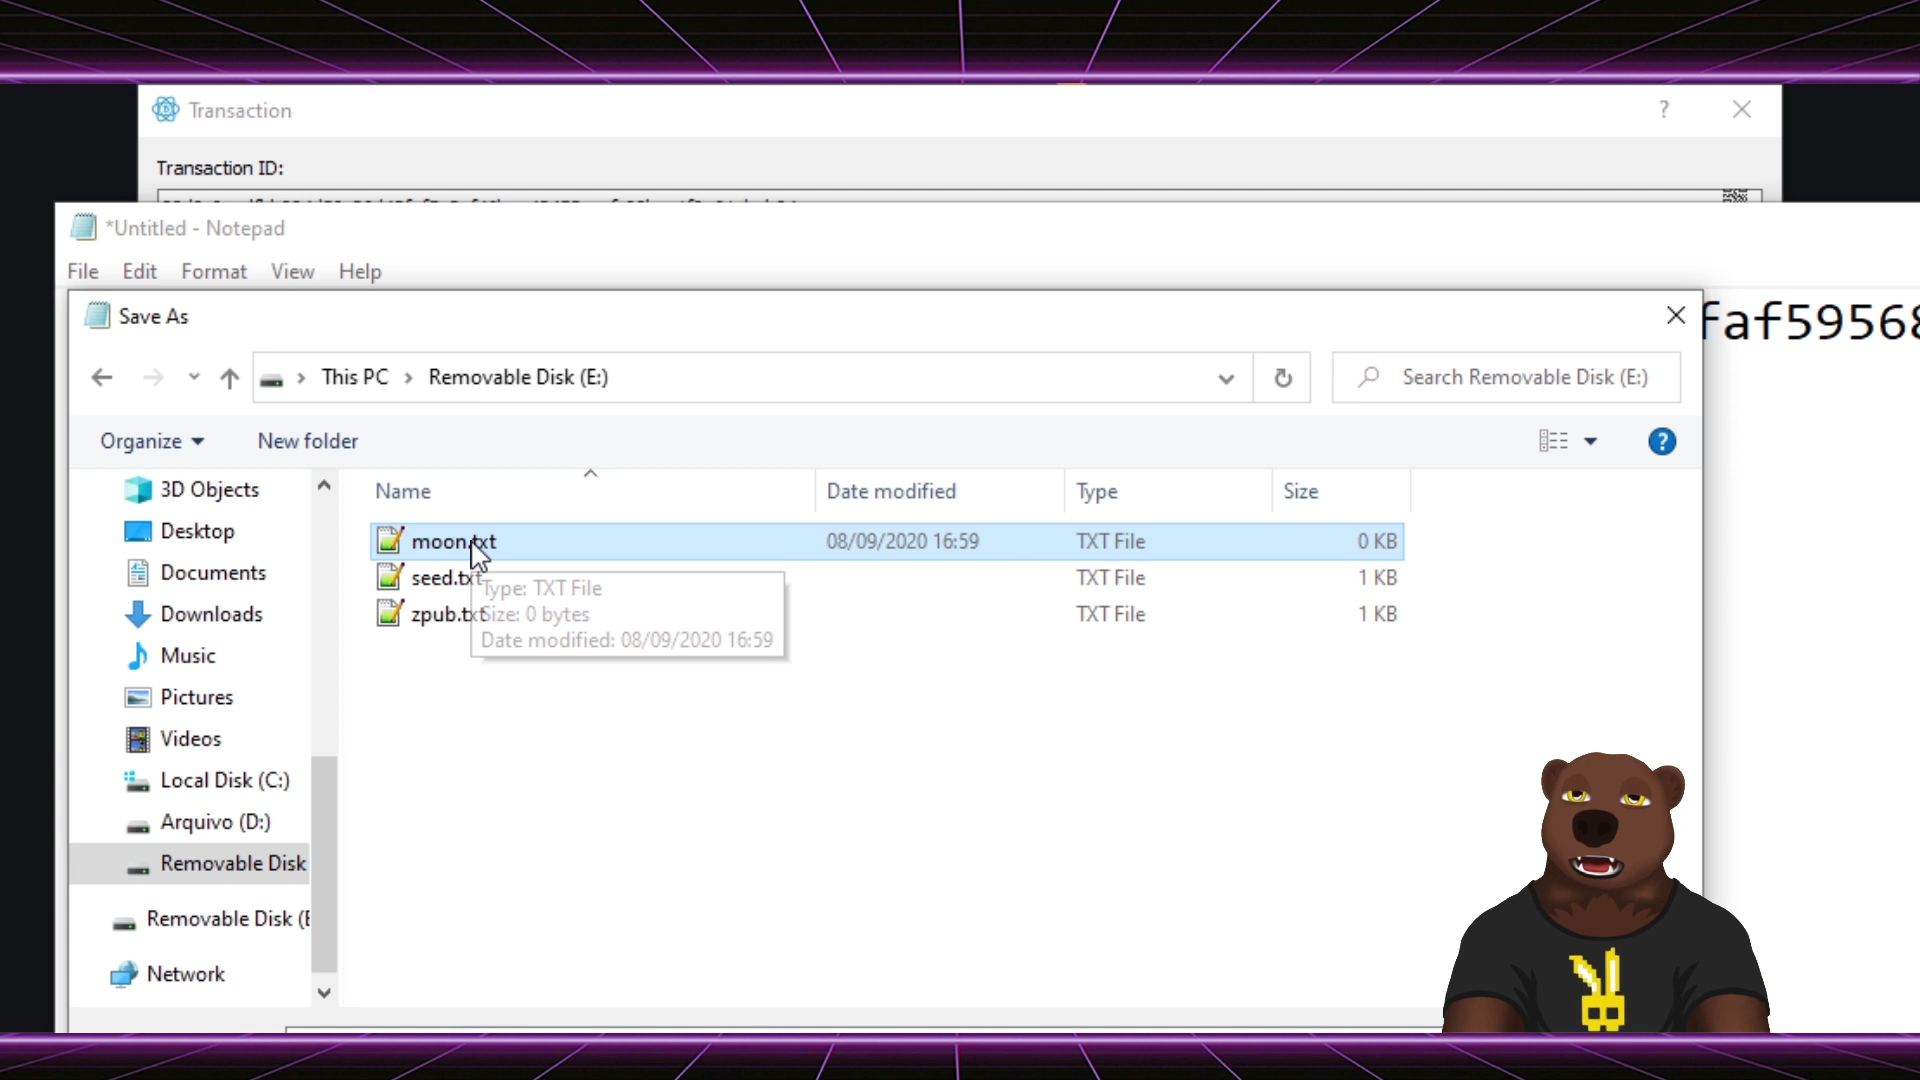 Transaction
?
Transaction ID:
*Untitled - Notepad
File Edit Format View Help
Save As
faf59568
This PC > Removable Disk (E:)
Search Removable Disk (E:)
Organize New folder
?
3D Objects
Desktop
Documents
Downloads
Music
Pictures
Videos
Local Disk (C:)
Arquivo (D:)
Removable Disk
Removable Disk (E
Network
Name Date modified Type Size
moon.txt 08/09/2020 16:59 TXT File 0 KB
seed.txt TXT File 1 KB
zpub.txt TXT File 1 KB
Type: TXT File
Size: 0 bytes
Date modified: 08/09/2020 16:59